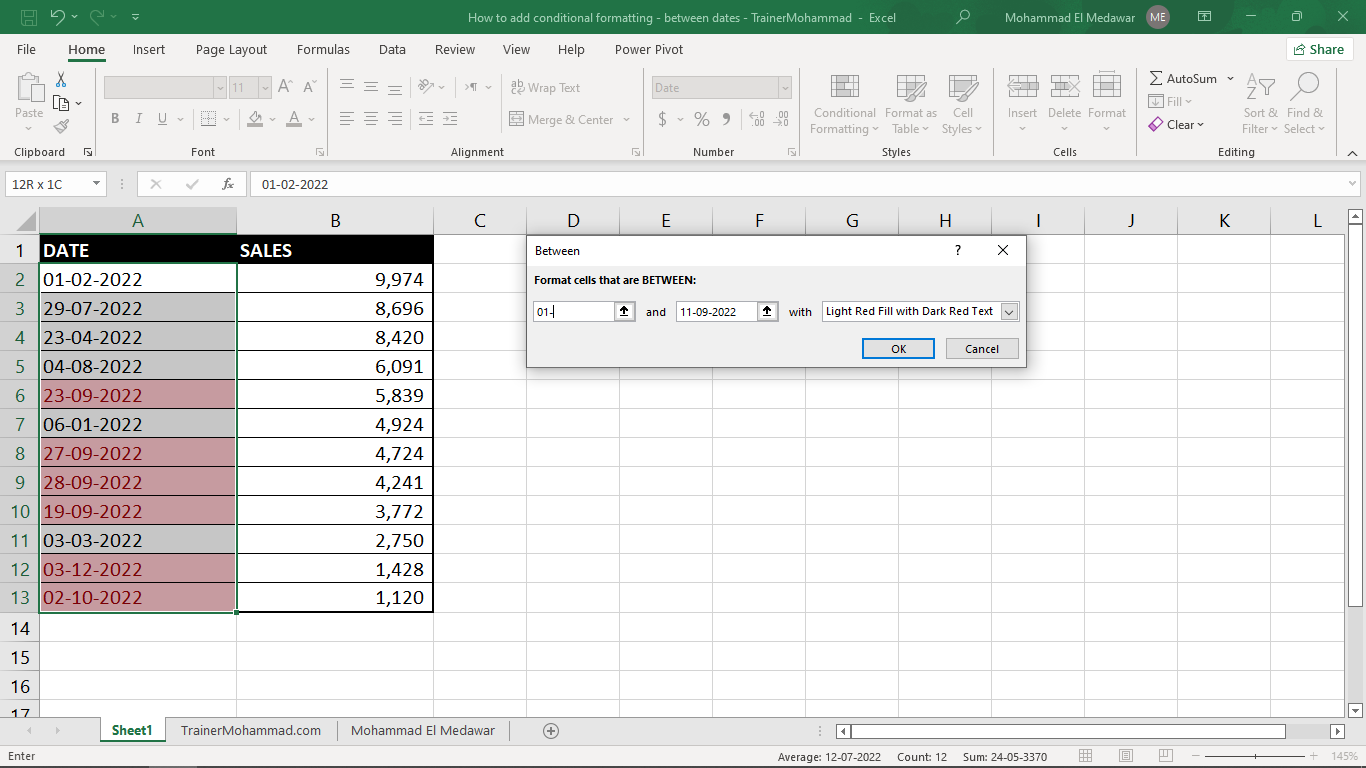 How to add conditional formatting - between dates - TrainerMohammad - Excel
Mohammad El Medawar ME
File Home Insert Page Layout Formulas Data Review View Help Power Pivot Share
Paste
Clipboard
11
B I U
A A
Font
Wrap Text
Merge & Center
Alignment
Date
$ %
Number
Conditional Formatting
Format as Table
Cell Styles
Styles
Insert Delete Format
Cells
AutoSum
Fill
Clear
Sort & Filter
Find & Select
Editing
12R x 1C fx 01-02-2022
A B C D E F G H I J K L
1 DATE SALES
2 01-02-2022 9,974
3 29-07-2022 8,696
4 23-04-2022 8,420
5 04-08-2022 6,091
6 23-09-2022 5,839
7 06-01-2022 4,924
8 27-09-2022 4,724
9 28-09-2022 4,241
10 19-09-2022 3,772
11 03-03-2022 2,750
12 03-12-2022 1,428
13 02-10-2022 1,120
14
15
16
17
Between ?
Format cells that are BETWEEN:
01- and 11-09-2022 with Light Red Fill with Dark Red Text
OK Cancel
Sheet1 TrainerMohammad.com Mohammad El Medawar
Enter Average: 12-07-2022 Count: 12 Sum: 24-05-3370 145%